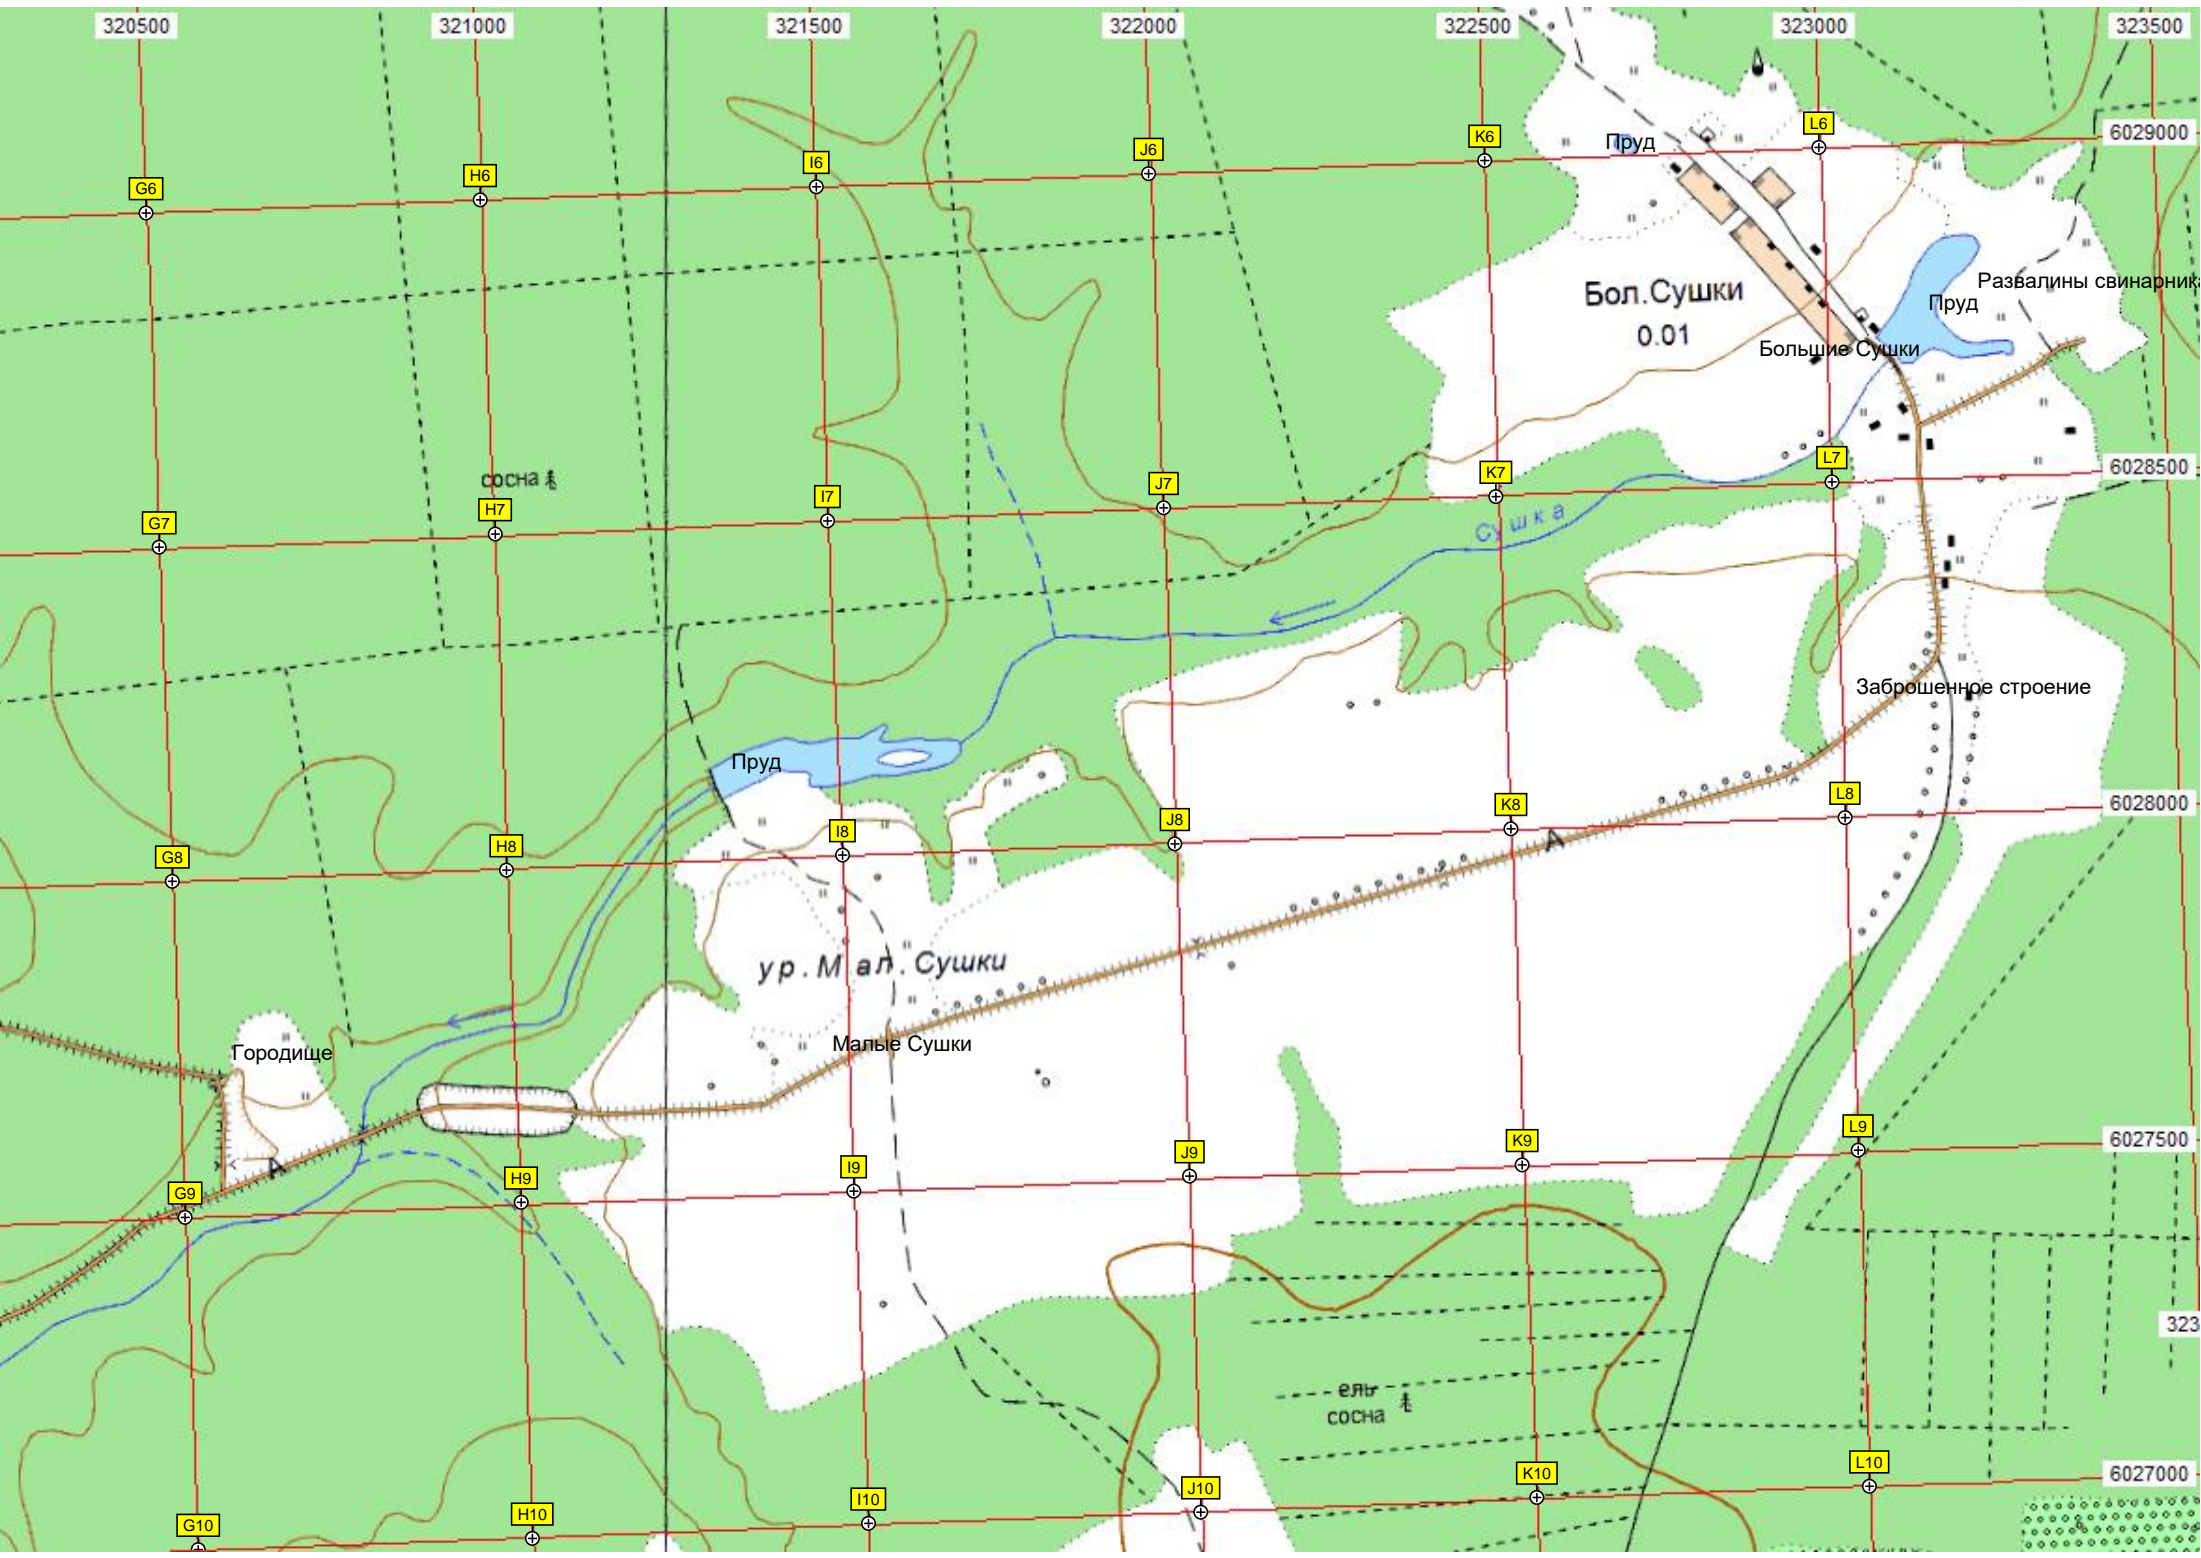 320500 321000 321500 322000 322500 323000 323500
6029000
L6
K6
Пруд
J6
I6
H6
G6
Развалины свинарника
Бол.Сушки
Пруд
0.01
Большие Сушки
6028500
L7
K7
сосна
J7
I7
H7
G7
Сушка
Заброшенное строение
Пруд
6028000
L8
K8
А
J8
I8
H8
G8
ур. Мал. Сушки
Малые Сушки
Городище
6027500
L9
K9
J9
I9
А
H9
G9
323
ель
сосна
6027000
L10
K10
J10
I10
H10
G10